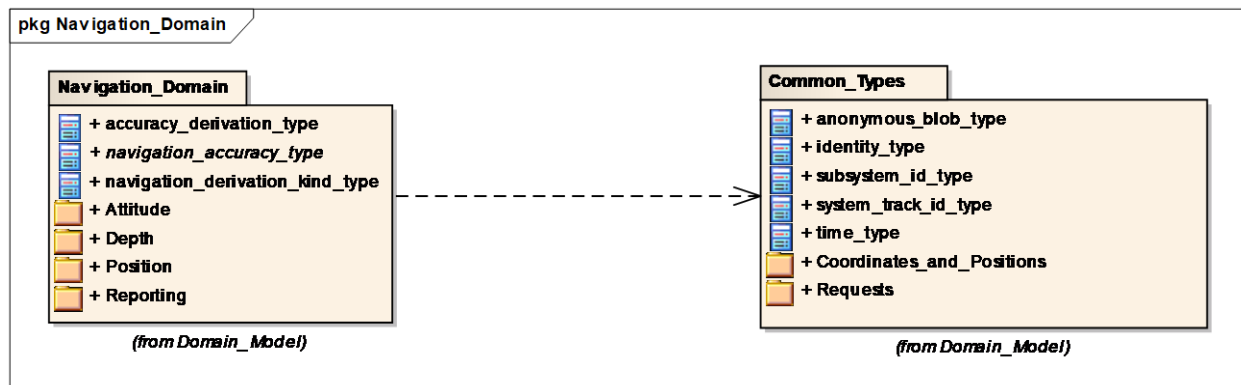 pkg Navigation_Domain
Navigation_Domain
+ accuracy_derivation_type
+ navigation_accuracy_type
+ navigation_derivation_kind_type
+ Attitude
+ Depth
+ Position
+ Reporting
(from Domain_Model)
Common_Types
+ anonymous_blob_type
+ identity_type
+ subsystem_id_type
+ system_track_id_type
+ time_type
+ Coordinates_and_Positions
+ Requests
(from Domain_Model)